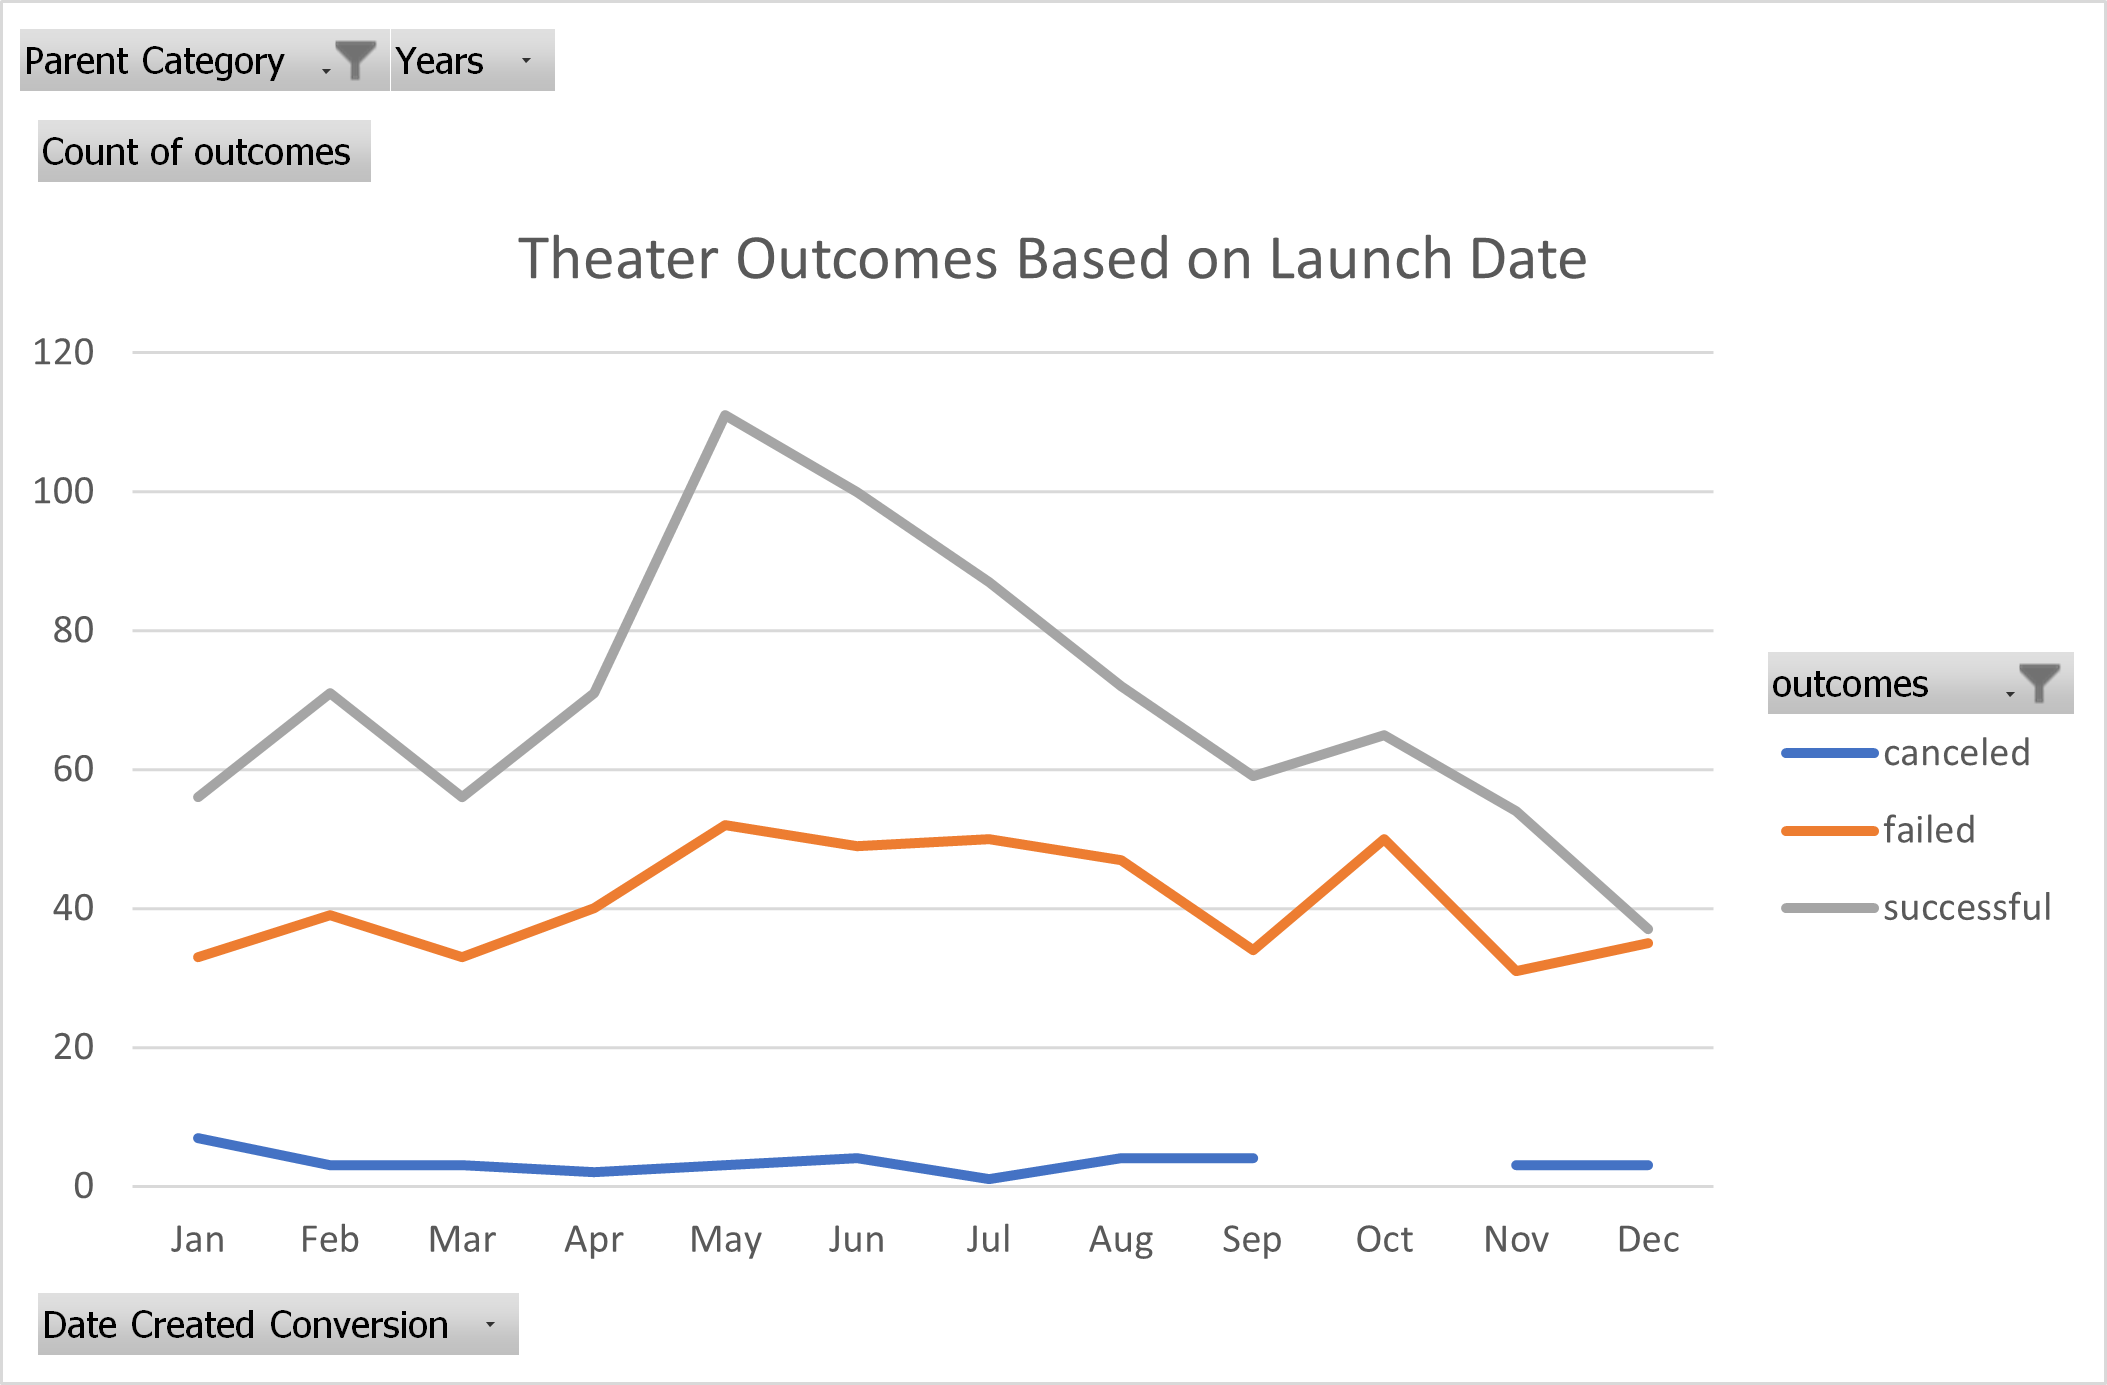 Parent Category Years
Count of outcomes
Theater Outcomes Based on Launch Date
120
100
80
60
40
20
0
Jan Feb Mar Apr May Jun Jul Aug Sep Oct Nov Dec
outcomes
canceled
failed
successful
Date Created Conversion